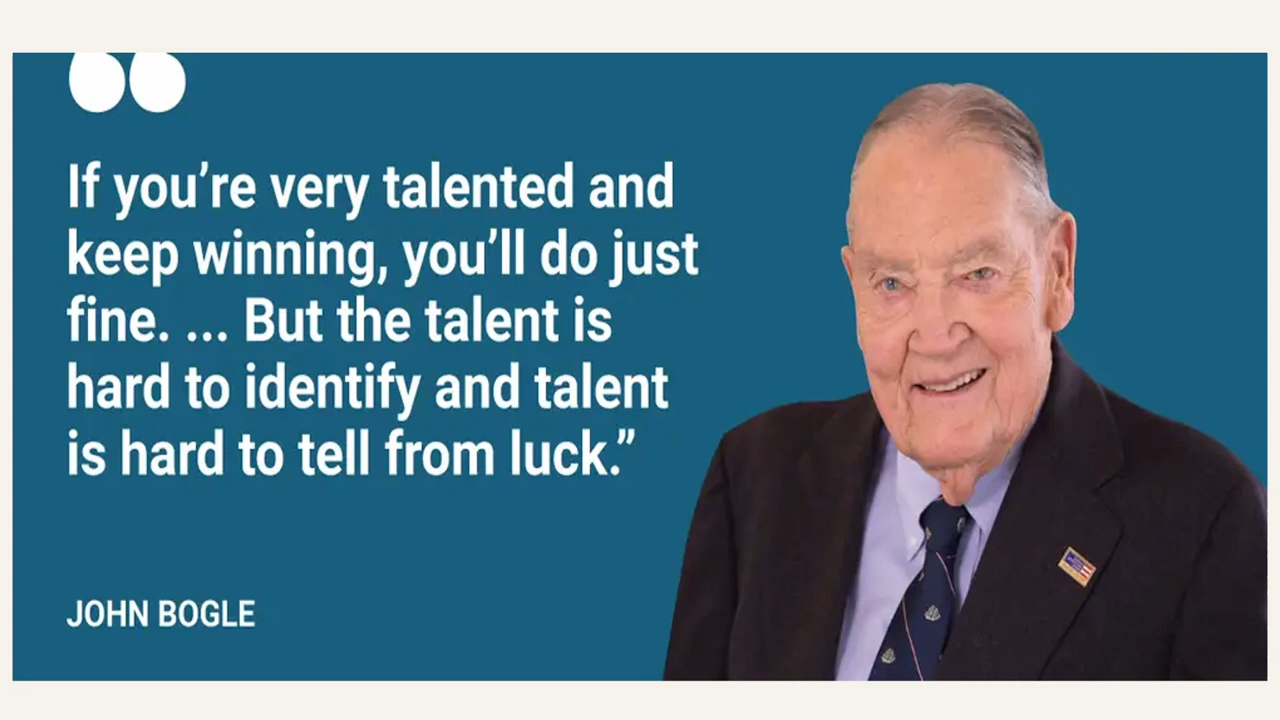 “
If you’re very talented and
keep winning, you’ll do just
fine. ... But the talent is
hard to identify and talent
is hard to tell from luck.”
JOHN BOGLE